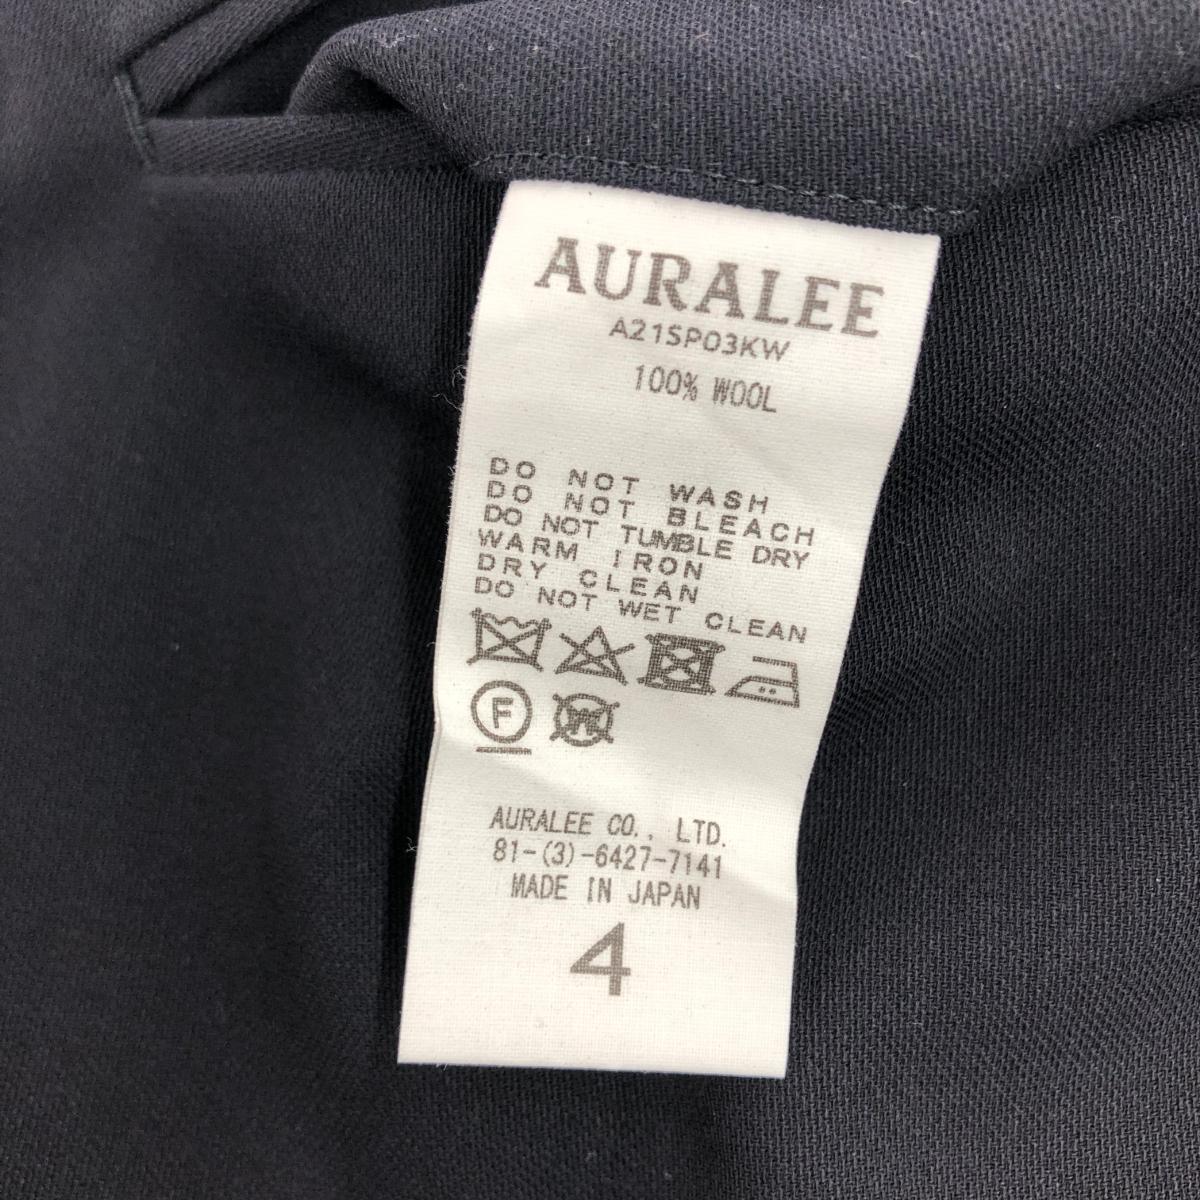 AURALEE
A21SP03KW
100% WOOL
DO NOT WASH
DO NOT BLEACH
DO NOT TUMBLE DRY
WARM IRON
DRY CLEAN
DO NOT WET CLEAN
F W
AURALEE CO., LTD.
81-(3)-6427-7141
MADE IN JAPAN
4